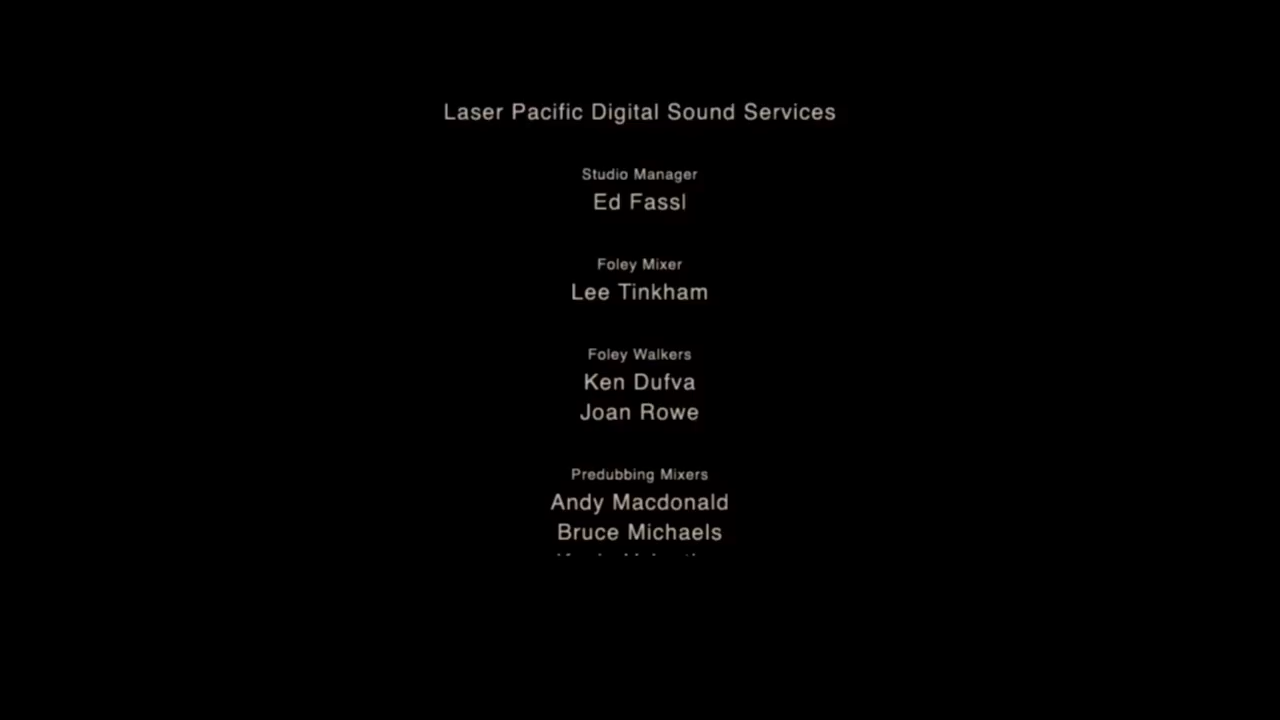 Laser Pacific Digital Sound Services
Studio Manager
Ed Fassl
Foley Mixer
Lee Tinkham
Foley Walkers
Ken Dufva
Joan Rowe
Predubbing Mixers
Andy Macdonald
Bruce Michaels